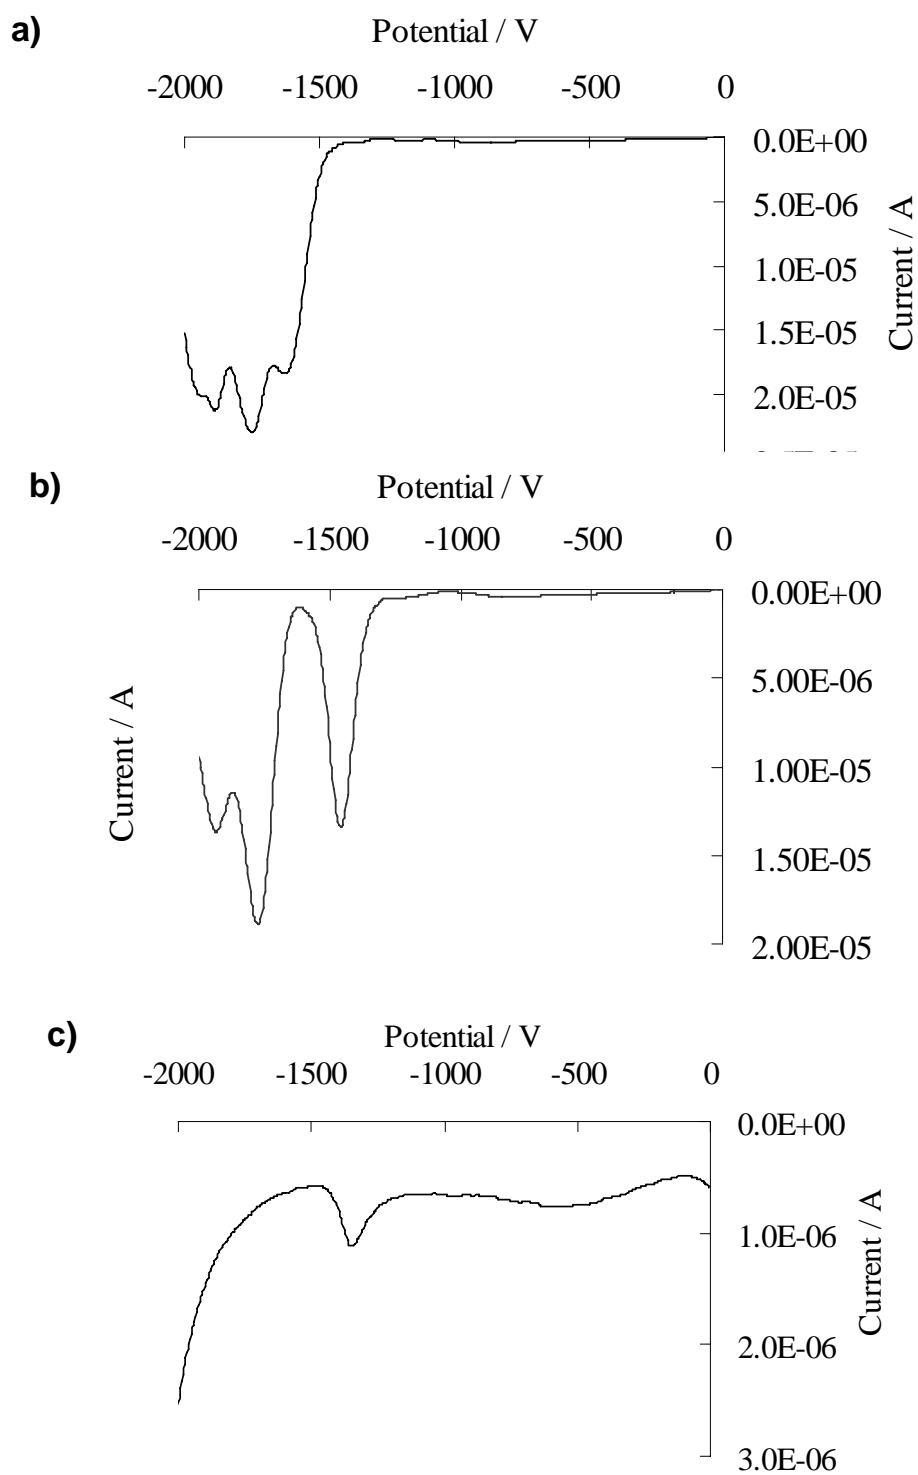 a)
Potential / V
-2000 -1500 -1000 -500 0
0.0E+00
5.0E-06
1.0E-05
1.5E-05
2.0E-05
Current / A
b)
Potential / V
-2000 -1500 -1000 -500 0
0.00E+00
5.00E-06
1.00E-05
1.50E-05
2.00E-05
Current / A
c)
Potential / V
-2000 -1500 -1000 -500 0
0.0E+00
1.0E-06
2.0E-06
3.0E-06
Current / A